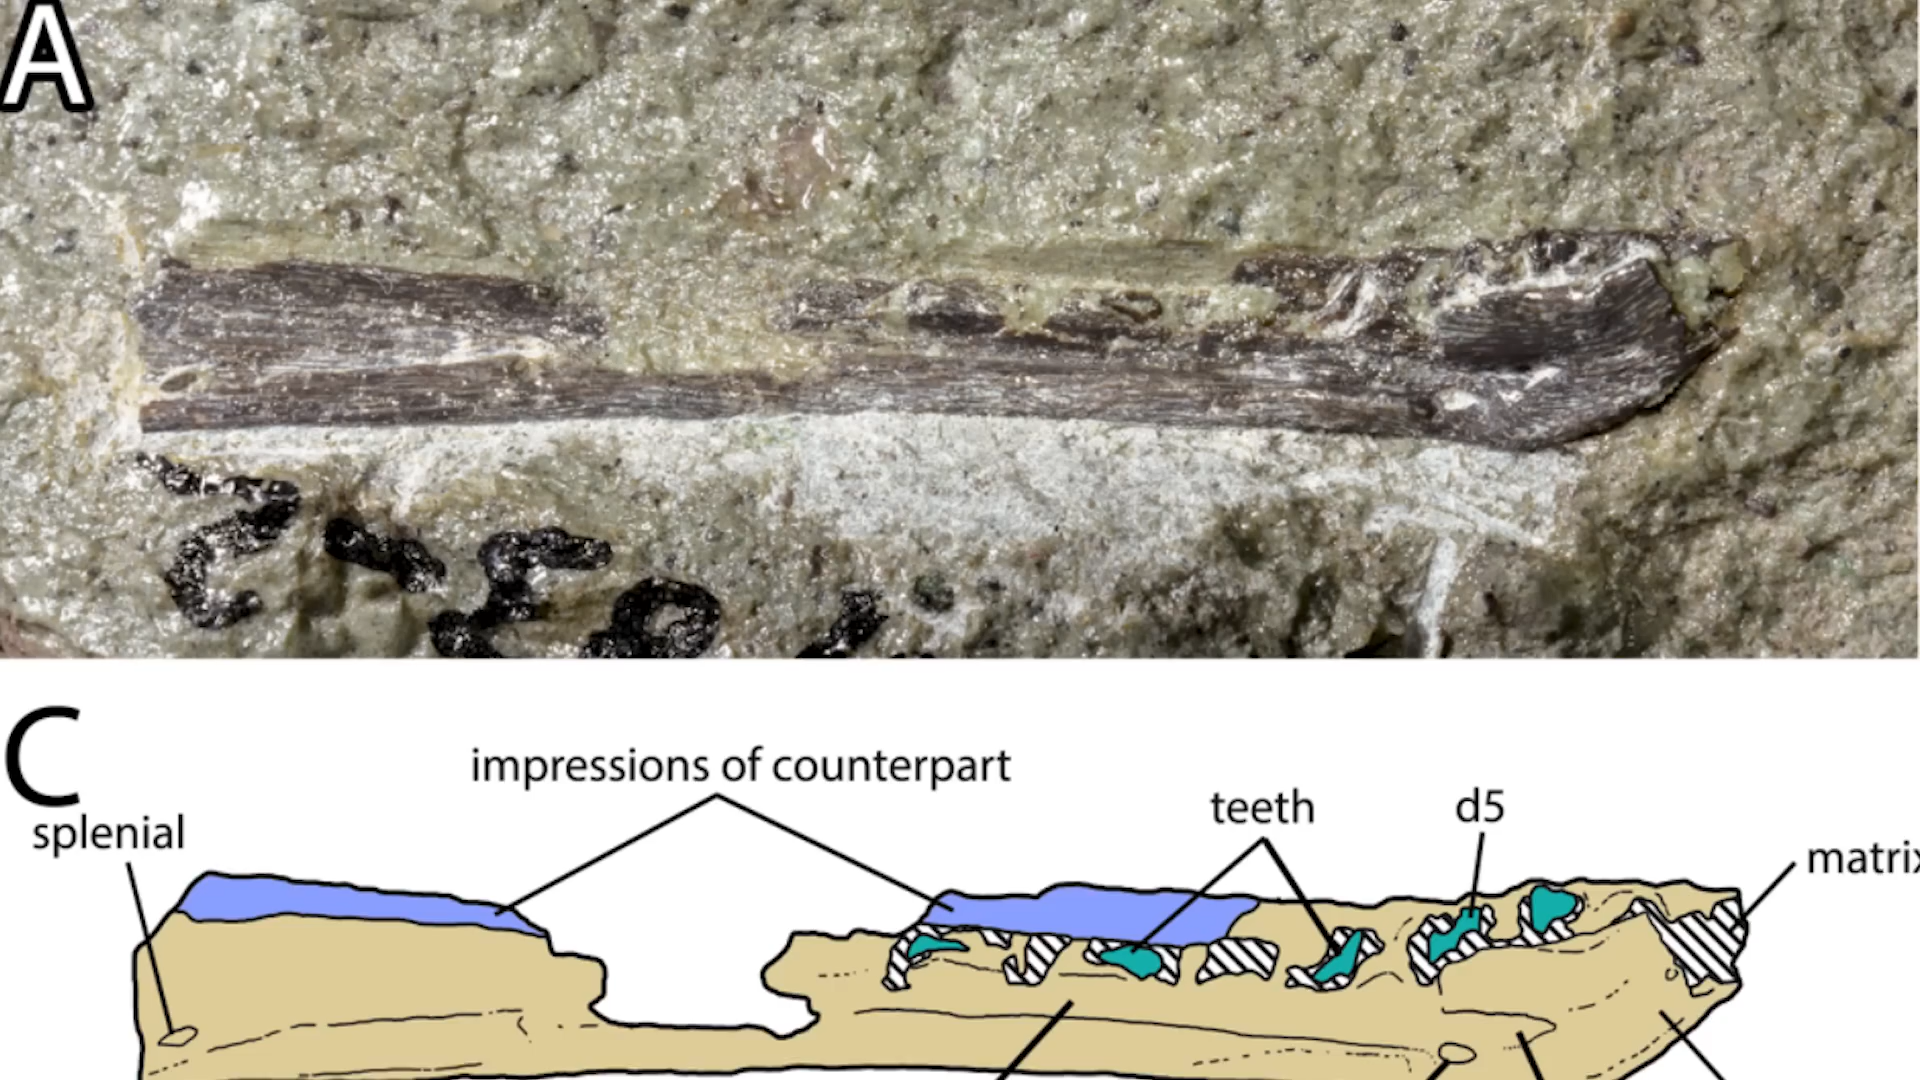 A
C
impressions of counterpart
teeth
d5
splenial
matrix